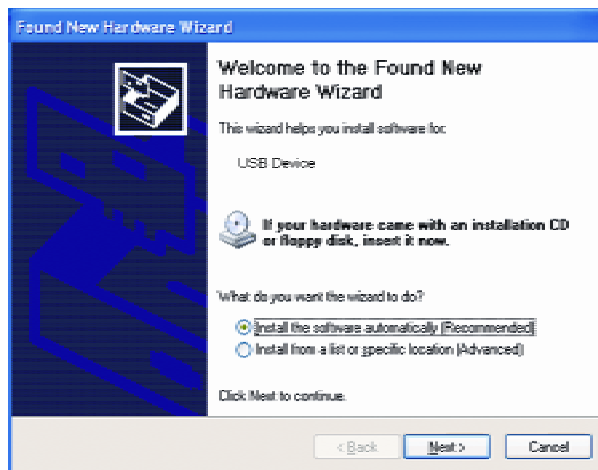 Found New Hardware Wizard
Welcome to the Found New
Hardware Wizard
This wizard helps you install software for:
USB Device
If your hardware came with an installation CD
or floppy disk, insert it now.
What do you want the wizard to do?
Install the software automatically (Recommended)
Install from a list or specific location (Advanced)
Click Next to continue.
< Back
Next >
Cancel